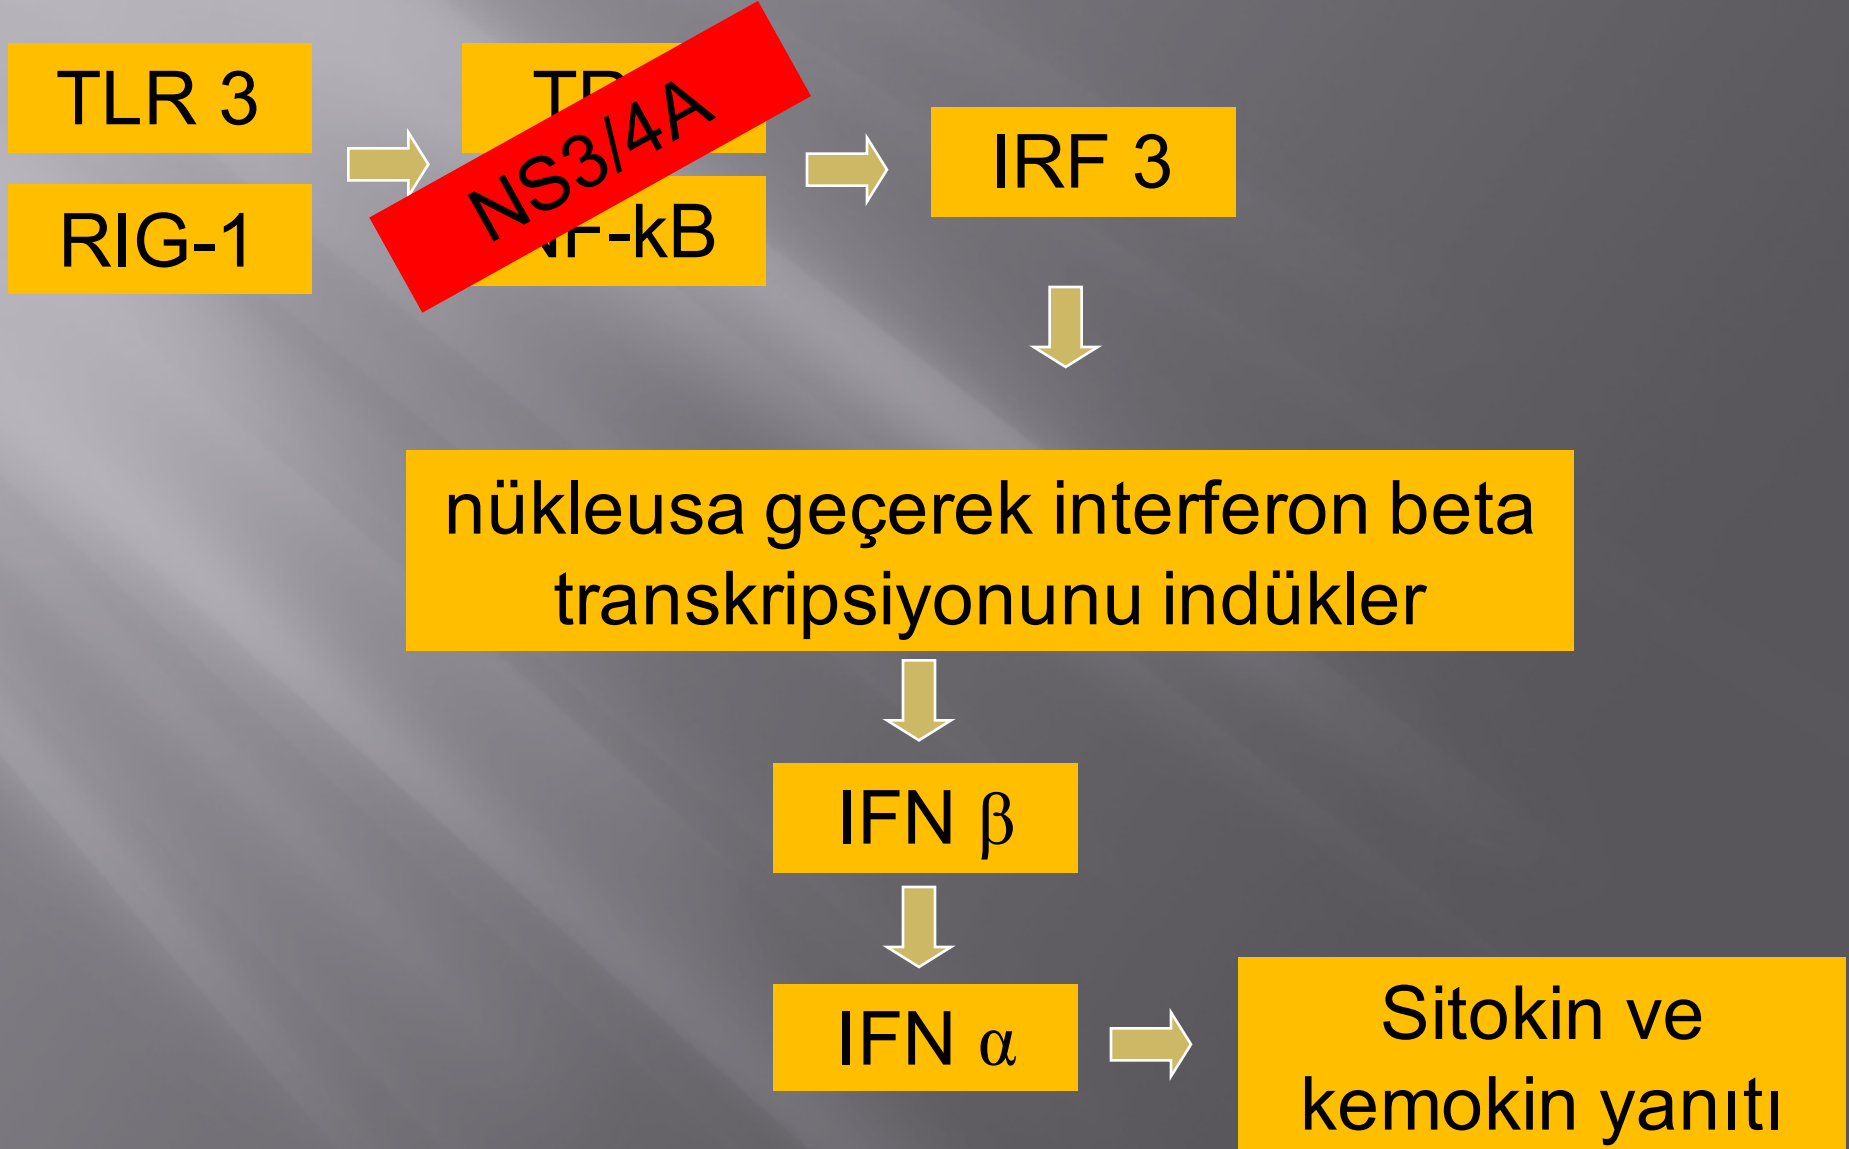 TLR 3
RIG-1
NS3/4A
IRF 3
nükleusa geçerek interferon beta
transkripsiyonunu indükler
IFN β
IFN α
Sitokin ve
kemokin yanıtı